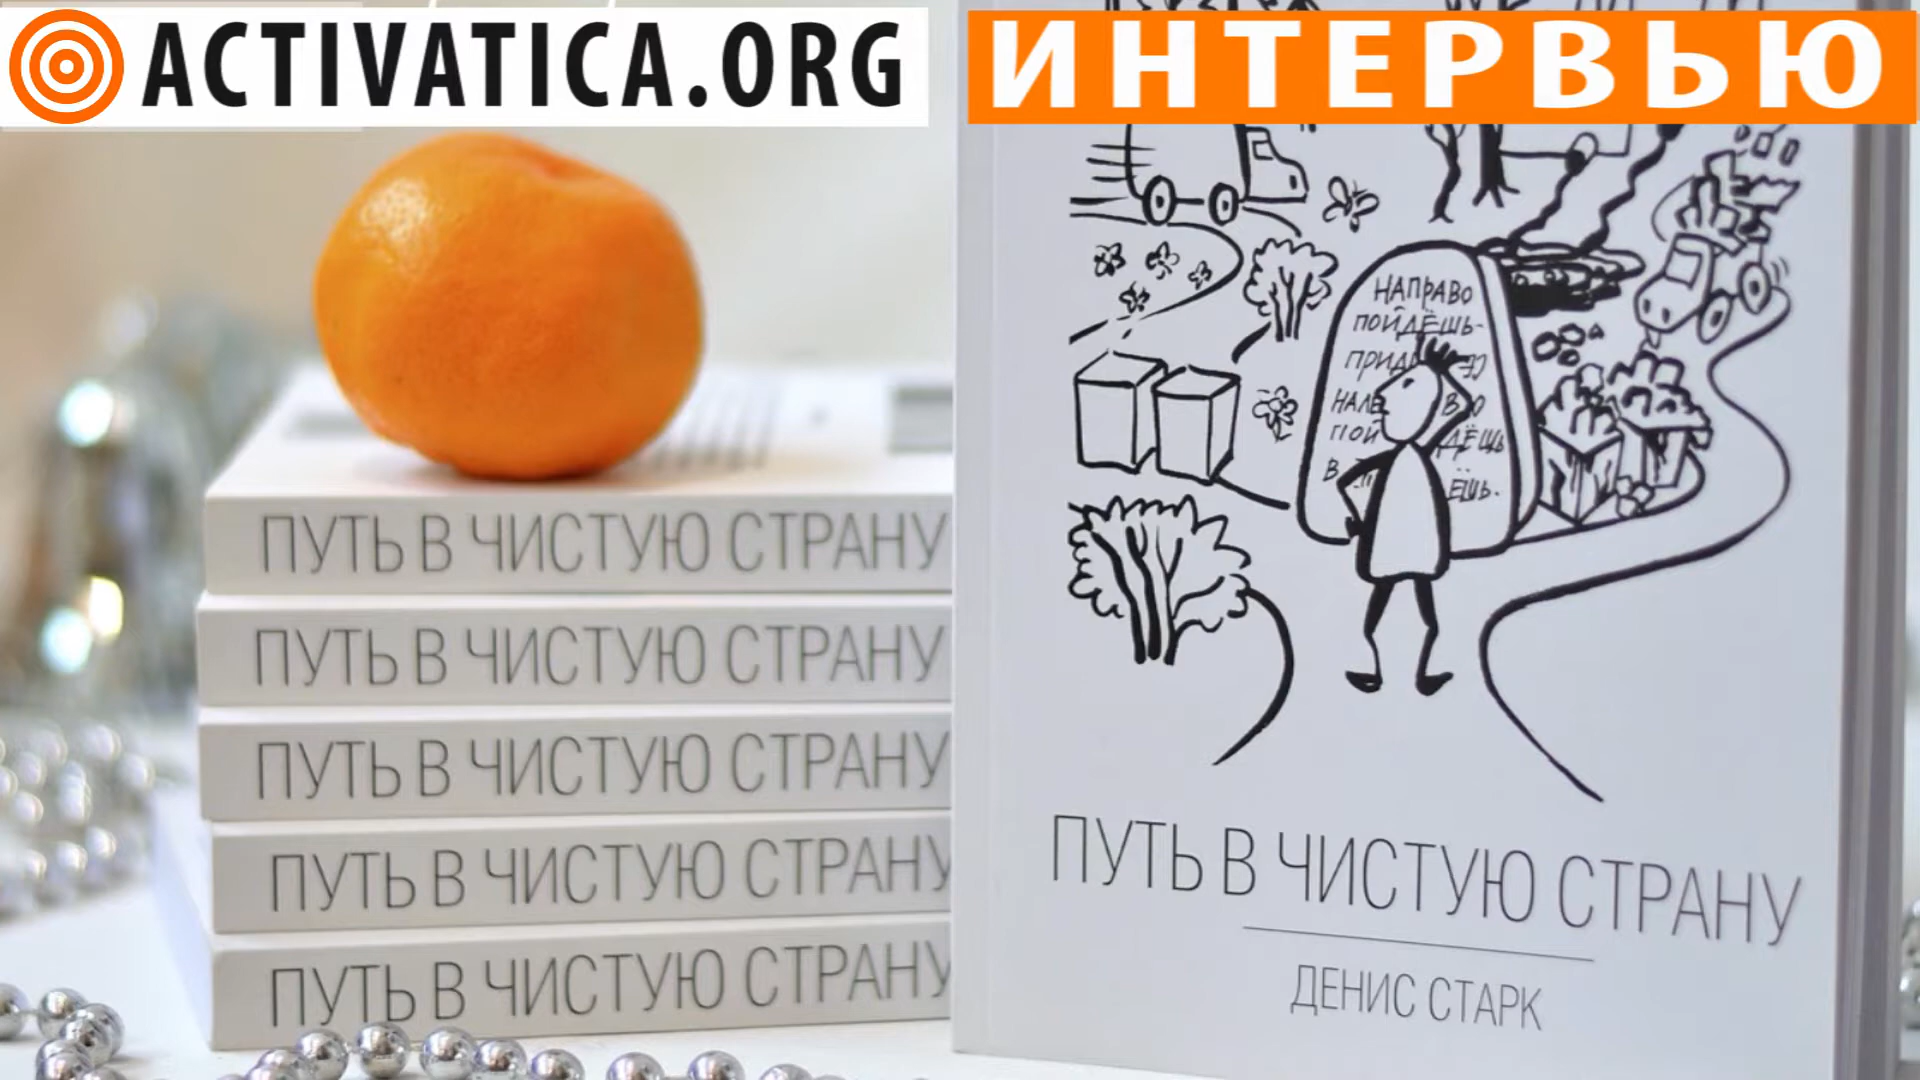 ACTIVATICA.ORG
ИНТЕРВЬЮ
НАПРАВО
ПОЙДЁШЬ-
ПУТЬ В ЧИСТУЮ СТРАНУ
ПУТЬ В ЧИСТУЮ СТРАНУ
ПУТЬ В ЧИСТУЮ СТРАНУ
ПУТЬ В ЧИСТУЮ СТРАНУ
ПУТЬ В ЧИСТУЮ СТРАНУ
ПУТЬ В ЧИСТУЮ СТРАНУ
ДЕНИС СТАРК